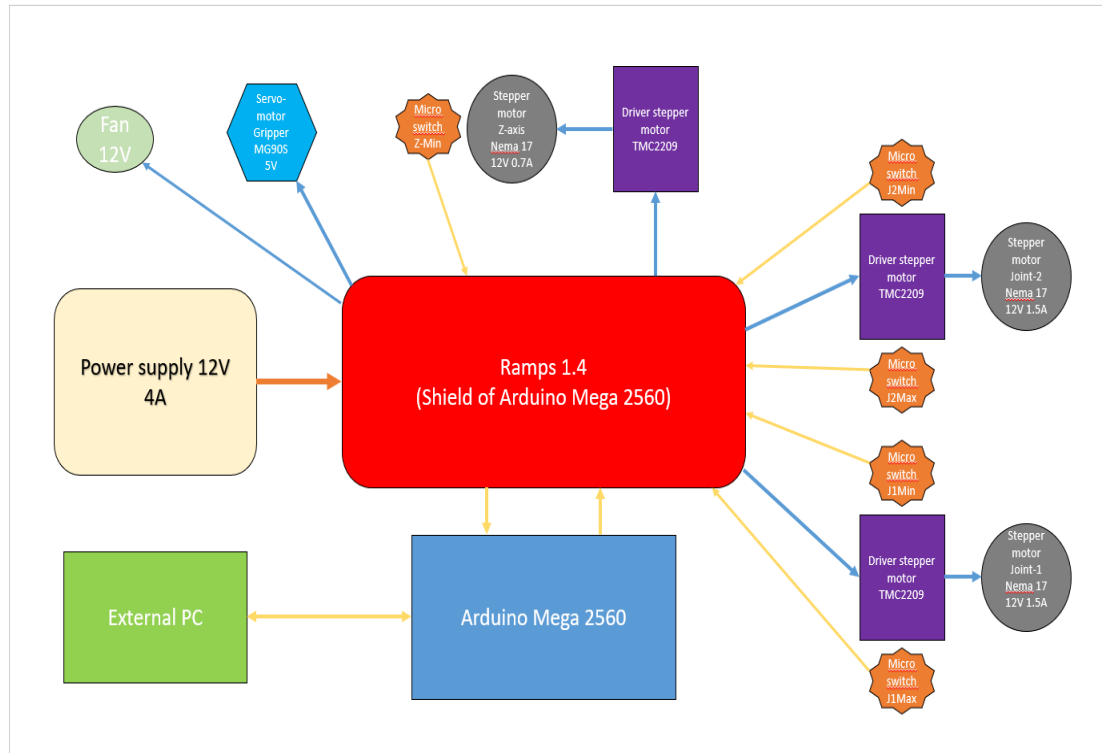 Fan
12V
Servo-
motor
Gripper
MG90S
5V
Micro
switch
Z-Min
Stepper
motor
Z-axis
Nema 17
12V 0.7A
Driver stepper
motor
TMC2209
Micro
switch
J2Min
Driver stepper
motor
TMC2209
Stepper
motor
Joint-2
Nema 17
12V 1.5A
Power supply 12V
4A
Ramps 1.4
(Shield of Arduino Mega 2560)
Micro
switch
J2Max
Micro
switch
J1Min
Driver stepper
motor
TMC2209
Stepper
motor
Joint-1
Nema 17
12V 1.5A
External PC
Arduino Mega 2560
Micro
switch
J1Max